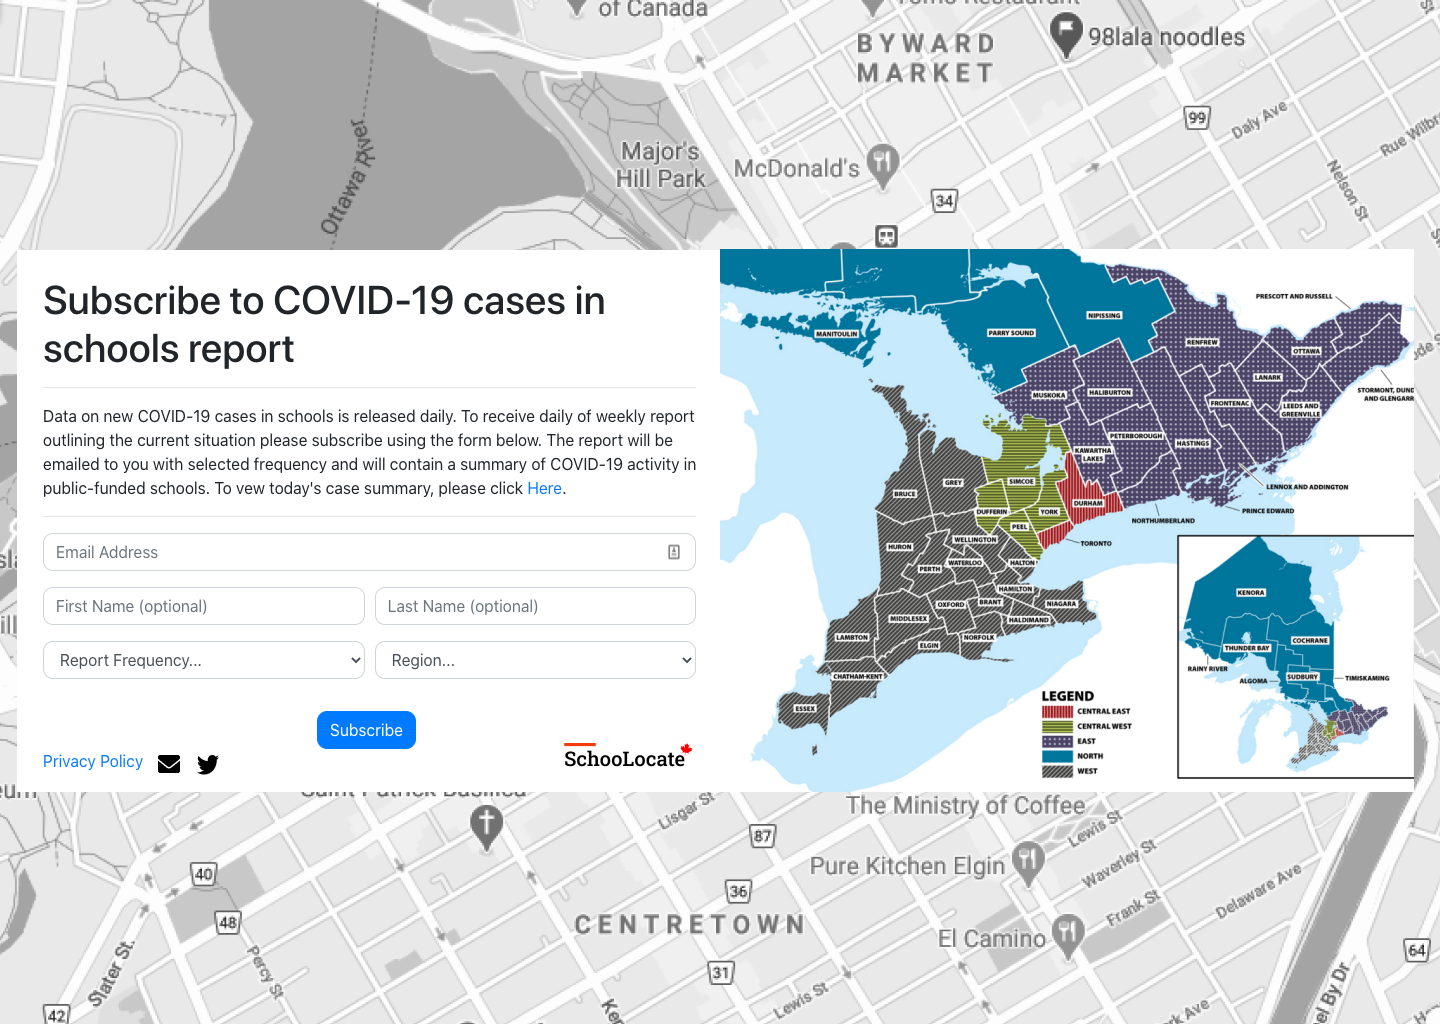 of Canada
BYWARD
MARKET
98lala noodles
99
Daly Ave
Nelson St
Major's
Hill Park
McDonald's
34
Ottawa River
Subscribe to COVID-19 cases in
schools report
Data on new COVID-19 cases in schools is released daily. To receive daily of weekly report
outlining the current situation please subscribe using the form below. The report will be
emailed to you with selected frequency and will contain a summary of COVID-19 activity in
public-funded schools. To vew today's case summary, please click Here.
Email Address
First Name (optional)
Last Name (optional)
Report Frequency...
Region...
Subscribe
Privacy Policy
SchooLocate
PRESCOTT AND RUSSELL
NIPISSING
PARRY SOUND
MANITOULIN
RENFREW
OTTAWA
LANARK
STORMONT, DUND
AND GLENGARR
MUSKOKA
HALIBURTON
FRONTENAC
LEEDS AND
GREENVILLE
PETERBOROUGH
HASTINGS
KAWARTHA
LAKES
LENNOX AND ADDINGTON
GREY
SIMCOE
BRUCE
DURHAM
DUFFERIN
YORK
PRINCE EDWARD
NORTHUMBERLAND
PEEL
WELLINGTON
TORONTO
HURON
WATERLOO
HALTON
PERTH
HAMILTON
OXFORD
BRANT
NIAGARA
MIDDLESEX
HALDIMAND
LAMBTON
NORFOLK
ELGIN
CHATHAM-KENT
ESSEX
KENORA
COCHRANE
THUNDER BAY
RAINY RIVER
ALGOMA
SUDBURY
TIMISKAMING
LEGEND
CENTRAL EAST
CENTRAL WEST
EAST
NORTH
WEST
Saint Patrick Basilica
Lisgar St
The Ministry of Coffee
Lewis St
87
Pure Kitchen Elgin
Waverley St
40
36
Delaware Ave
48
CENTRETOWN
Frank St
El Camino
64
Slater St.
Percy St
31
Lewis St
42